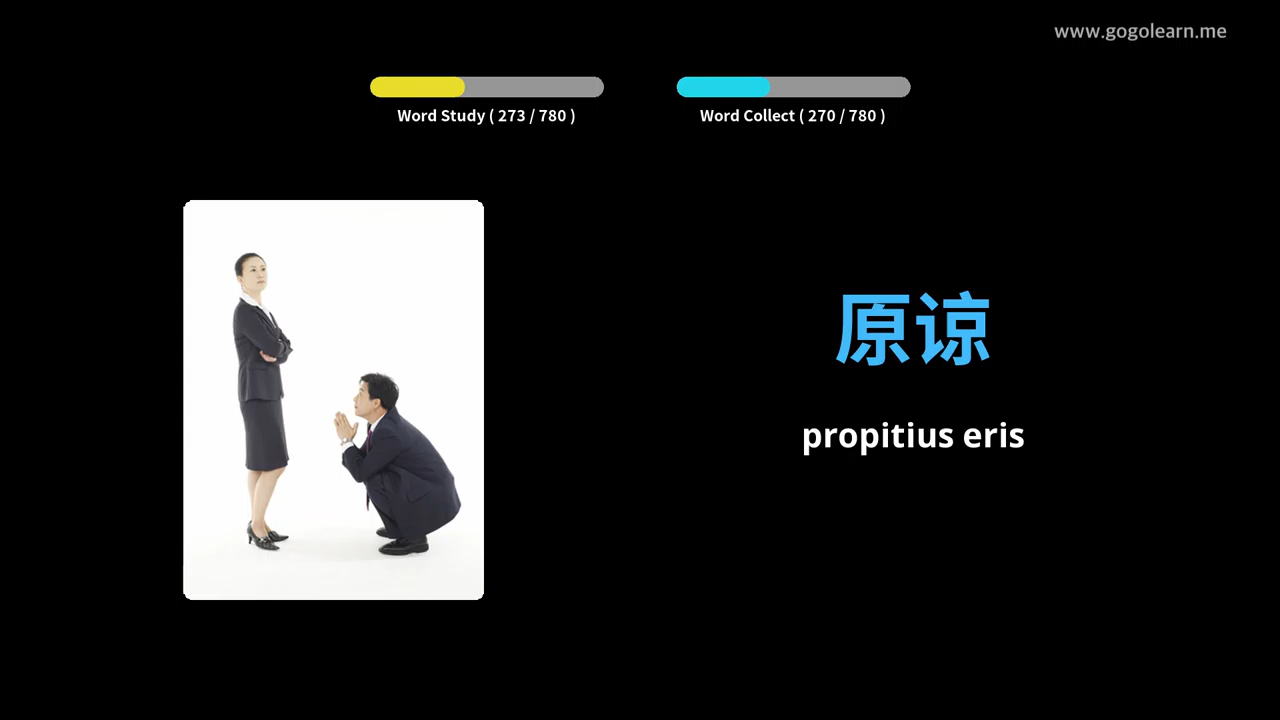 www.gogolearn.me
Word Study ( 273 / 780 )
Word Collect ( 270 / 780 )
原谅
propitius eris